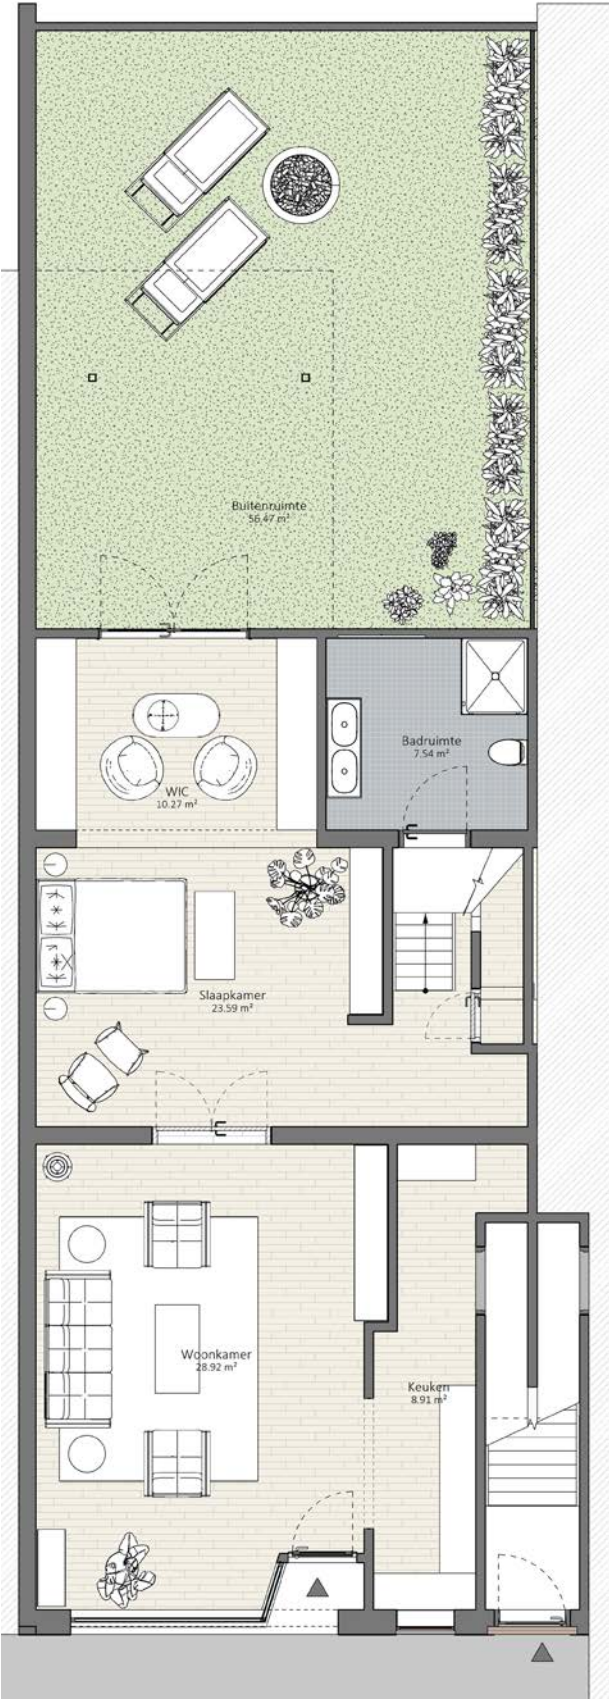 Buitenruimte
56.47 m²
Badruimte
7.54 m²
WIC
10.27 m²
Slaapkamer
23.59 m²
Woonkamer
28.92 m²
Keuken
8.91 m²